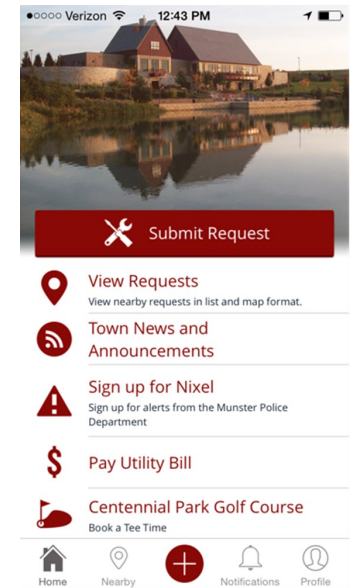 Verizon 12:43 PM
Submit Request
View Requests
View nearby requests in list and map format.
Town News and
Announcements
Sign up for Nixel
Sign up for alerts from the Munster Police
Department
Pay Utility Bill
Centennial Park Golf Course
Book a Tee Time
Home Nearby Notifications Profile